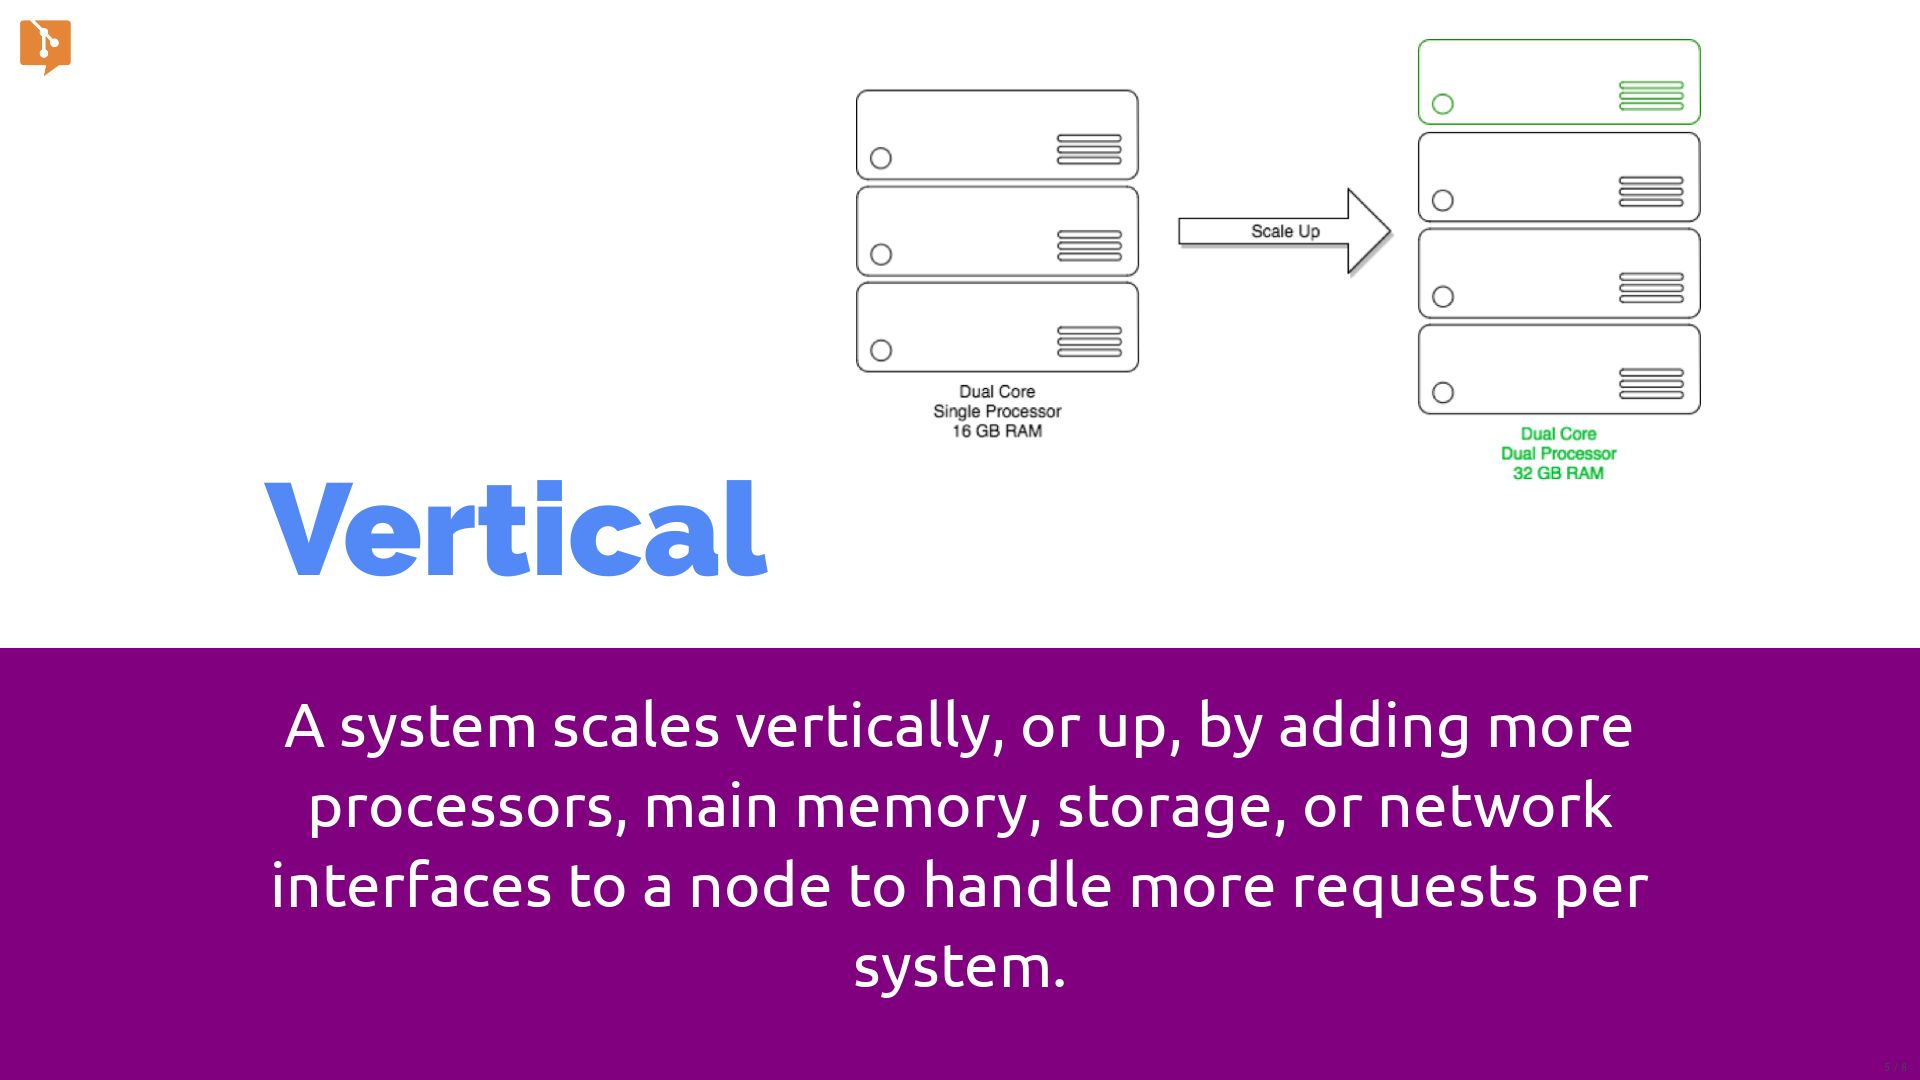 Scale Up
Dual Core
Single Processor
16 GB RAM
Dual Core
Dual Processor
32 GB RAM
Vertical
A system scales vertically, or up, by adding more
processors, main memory, storage, or network
interfaces to a node to handle more requests per
system.